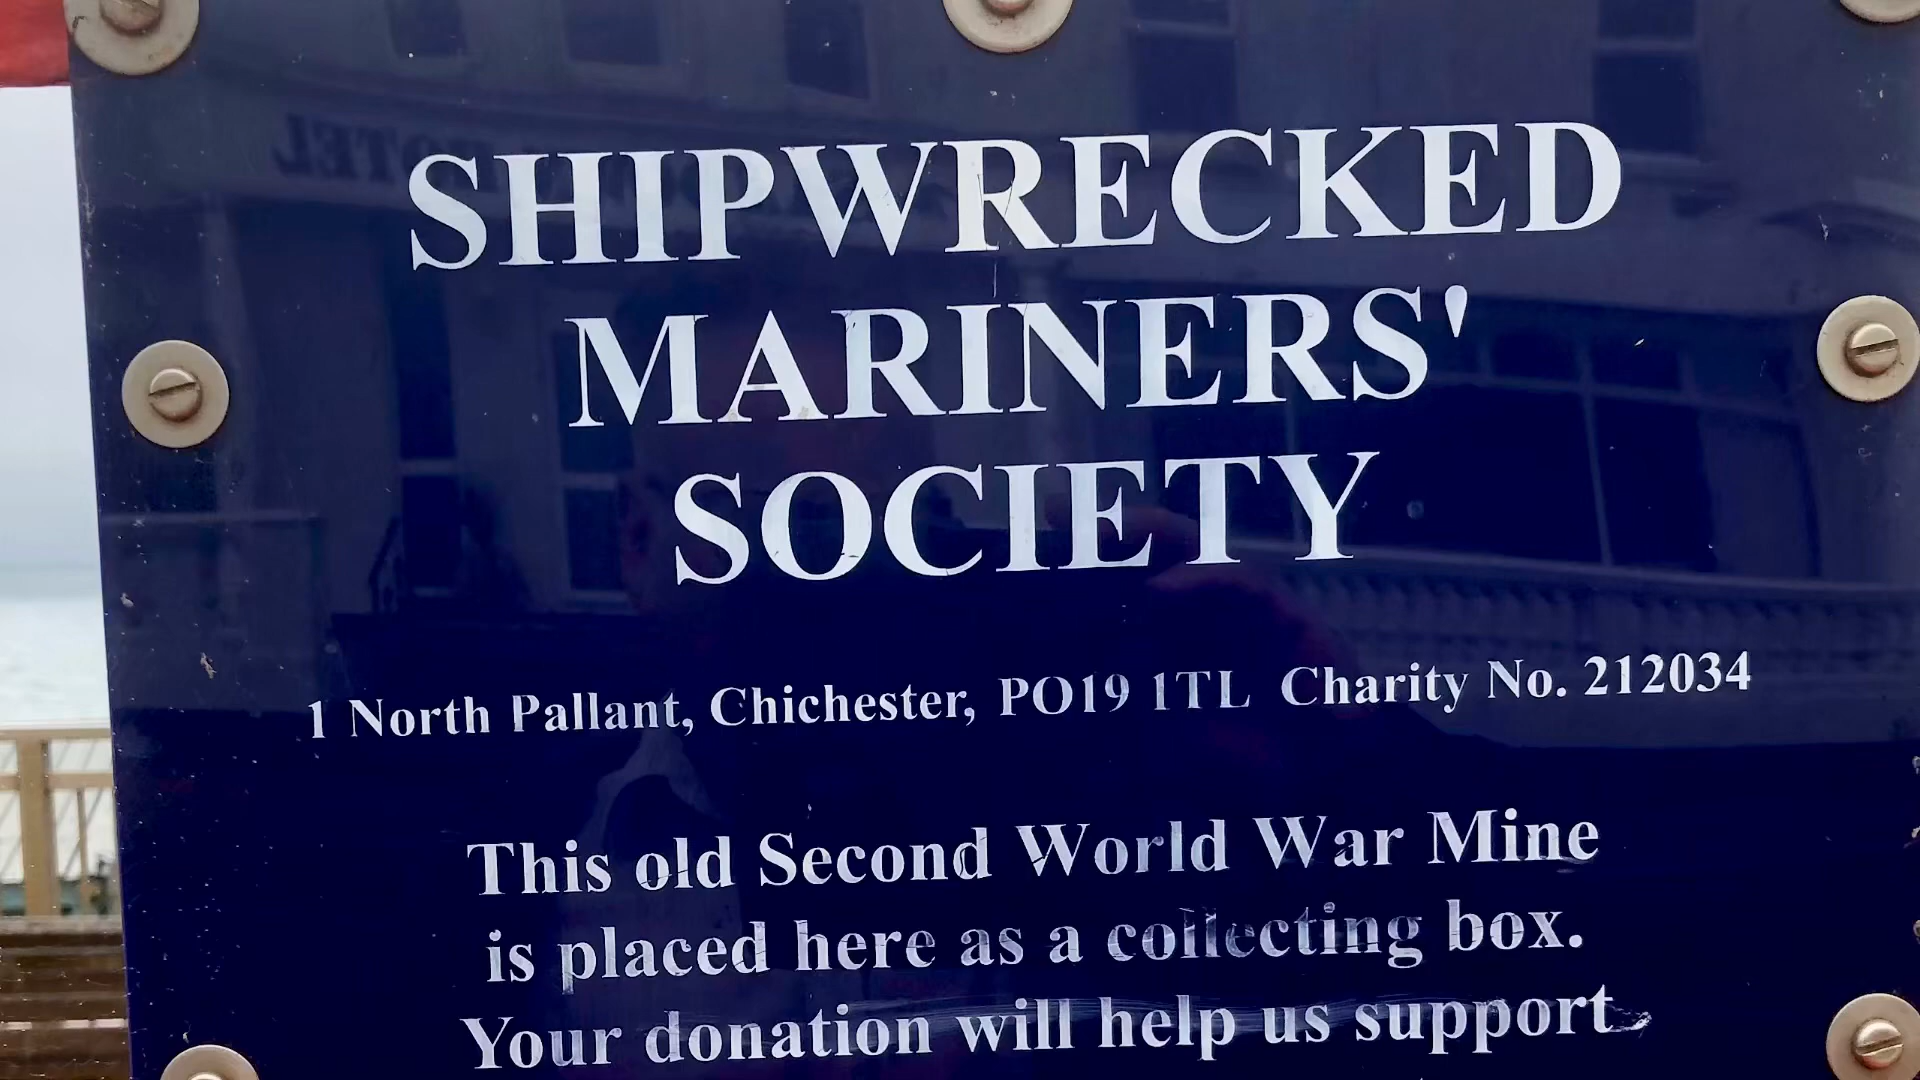 SHIPWRECKED
MARINERS'
SOCIETY
1 North Pallant, Chichester, PO19 1TL Charity No. 212034
This old Second World War Mine
is placed here as a collecting box.
Your donation will help us support
HOTEL